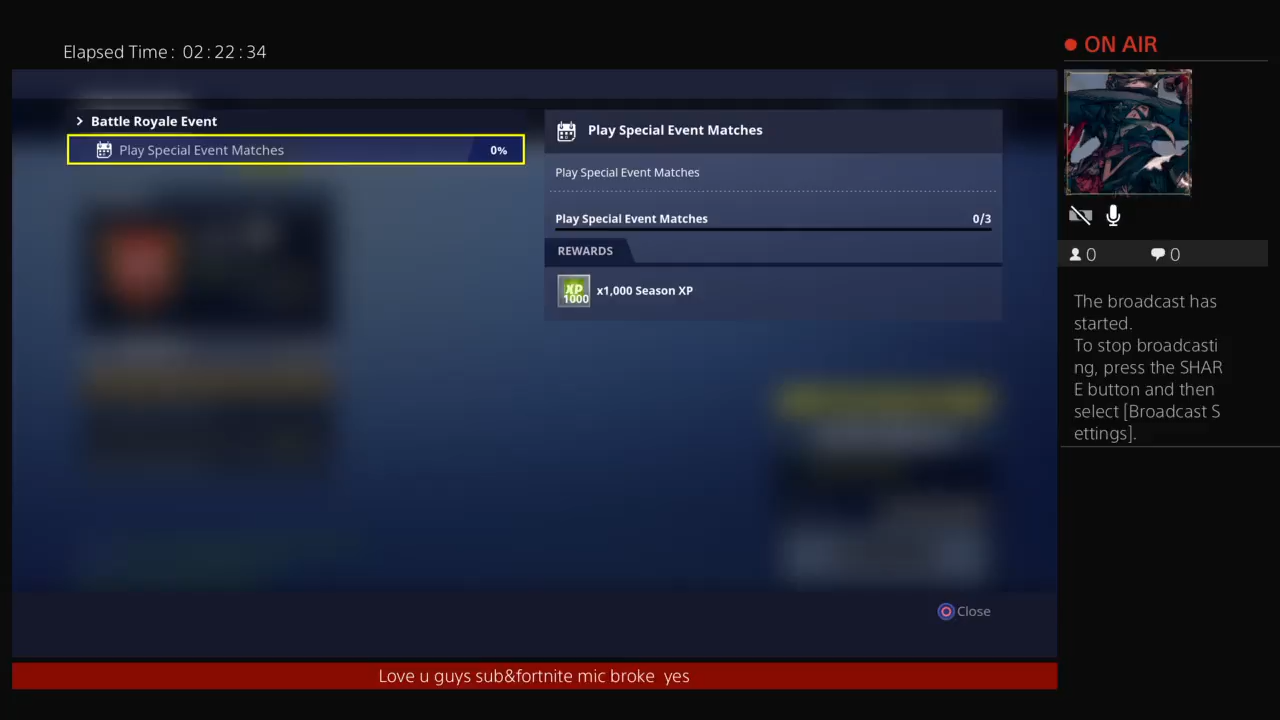 Elapsed Time: 02:22:34
ON AIR
> Battle Royale Event
Play Special Event Matches 0%
Play Special Event Matches
Play Special Event Matches
Play Special Event Matches 0/3
REWARDS
XP
1000
x1,000 Season XP
0 0
The broadcast has
started.
To stop broadcasti
ng, press the SHAR
E button and then
select [Broadcast S
ettings].
Close
Love u guys sub&fortnite mic broke yes